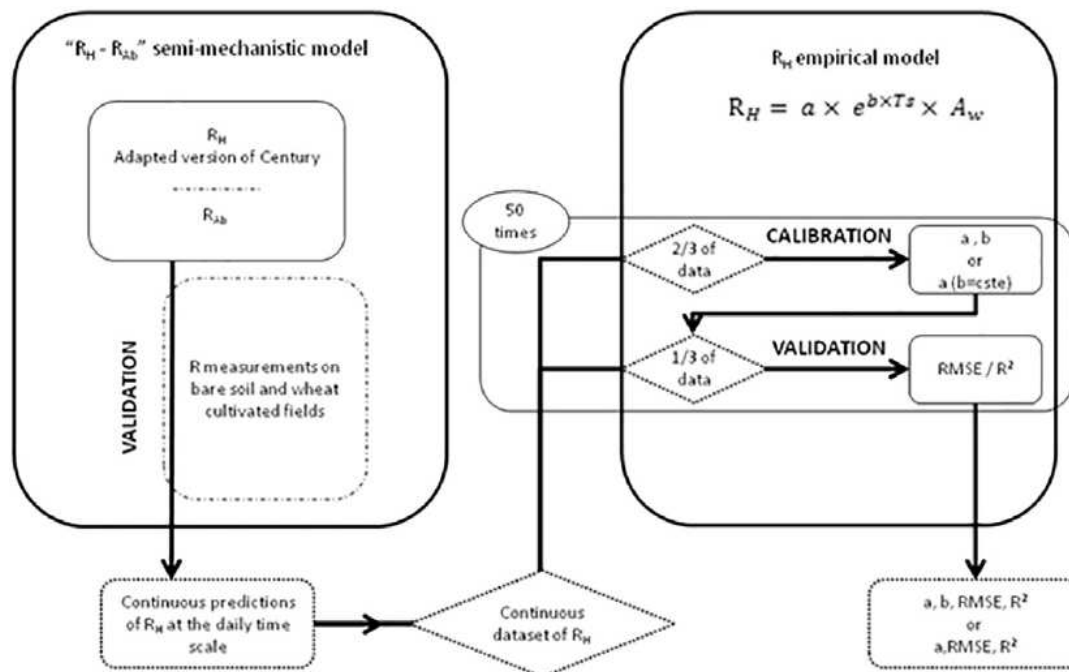 "R_H - R_Ab" semi-mechanistic model
R_H
Adapted version of Century
R_Ab
VALIDATION
R measurements on
bare soil and wheat
cultivated fields
Continuous predictions
of R_H at the daily time
scale
Continuous
dataset of R_H
R_H empirical model
R_H = a × e^{b×Ts} × A_w
50
times
2/3 of
data
CALIBRATION
a , b
or
a (b=cste)
1/3 of
data
VALIDATION
RMSE / R²
a, b, RMSE, R²
or
a,RMSE, R²